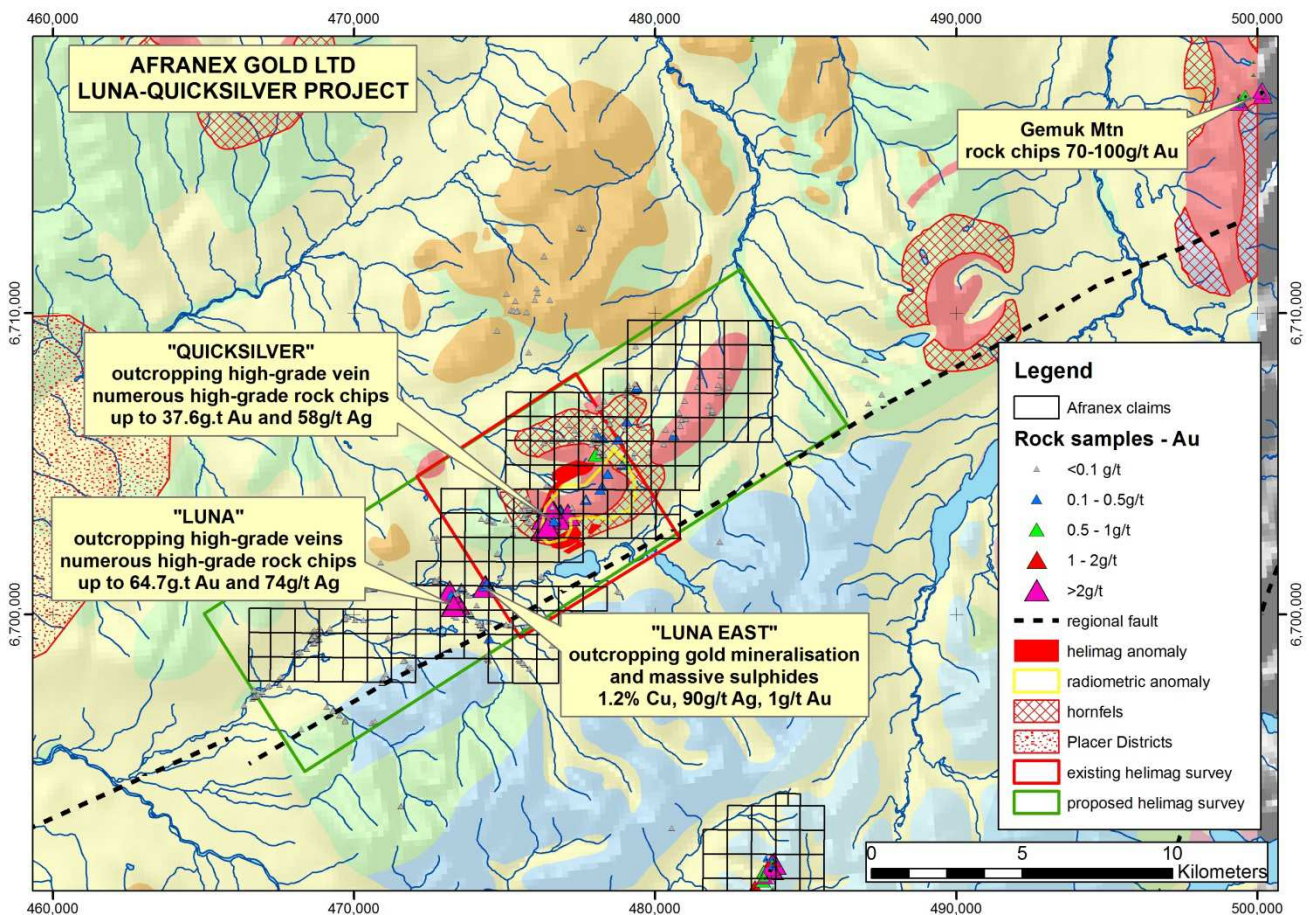 460,000
470,000
480,000
490,000
500,000
AFRANEX GOLD LTD
LUNA-QUICKSILVER PROJECT
Gemuk Mtn
rock chips 70-100g/t Au
6,710,000
6,710,000
"QUICKSILVER"
outcropping high-grade vein
numerous high-grade rock chips
up to 37.6g.t Au and 58g/t Ag
"LUNA"
outcropping high-grade veins
numerous high-grade rock chips
up to 64.7g.t Au and 74g/t Ag
"LUNA EAST"
outcropping gold mineralisation
and massive sulphides
1.2% Cu, 90g/t Ag, 1g/t Au
6,700,000
6,700,000
Legend
Afranex claims
Rock samples - Au
<0.1 g/t
0.1 - 0.5g/t
0.5 - 1g/t
1 - 2g/t
>2g/t
regional fault
helimag anomaly
radiometric anomaly
hornfels
Placer Districts
existing helimag survey
proposed helimag survey
0 5 10
Kilometers
460,000
470,000
480,000
490,000
500,000